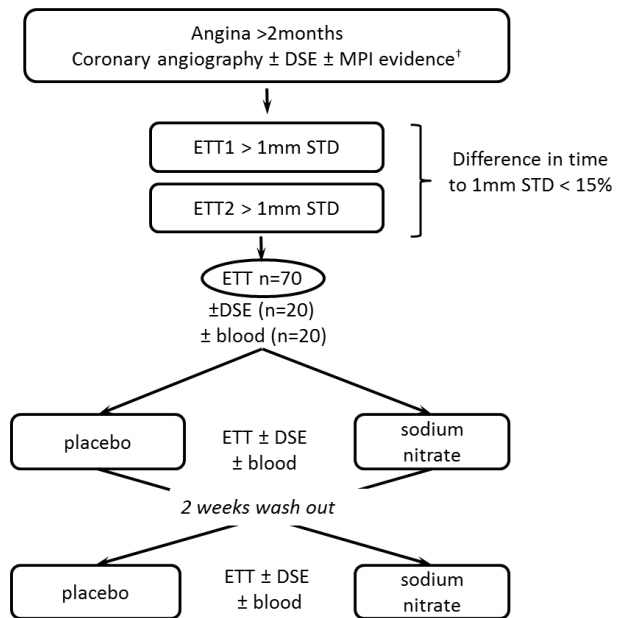 Angina >2months
Coronary angiography ± DSE ± MPI evidence†
ETT1 > 1mm STD
ETT2 > 1mm STD
Difference in time
to 1mm STD < 15%
ETT n=70
±DSE (n=20)
± blood (n=20)
placebo
ETT ± DSE
± blood
sodium
nitrate
2 weeks wash out
placebo
ETT ± DSE
± blood
sodium
nitrate